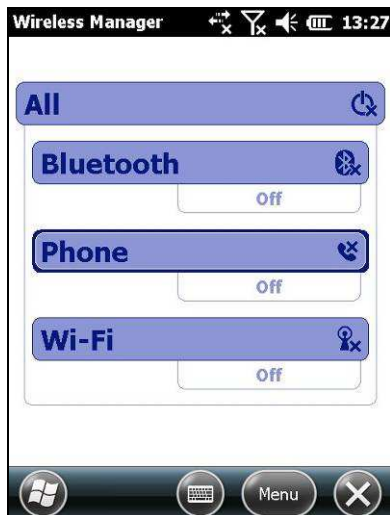 Wireless Manager 13:27
All
Bluetooth
Off
Phone
Off
Wi-Fi
Off
Menu